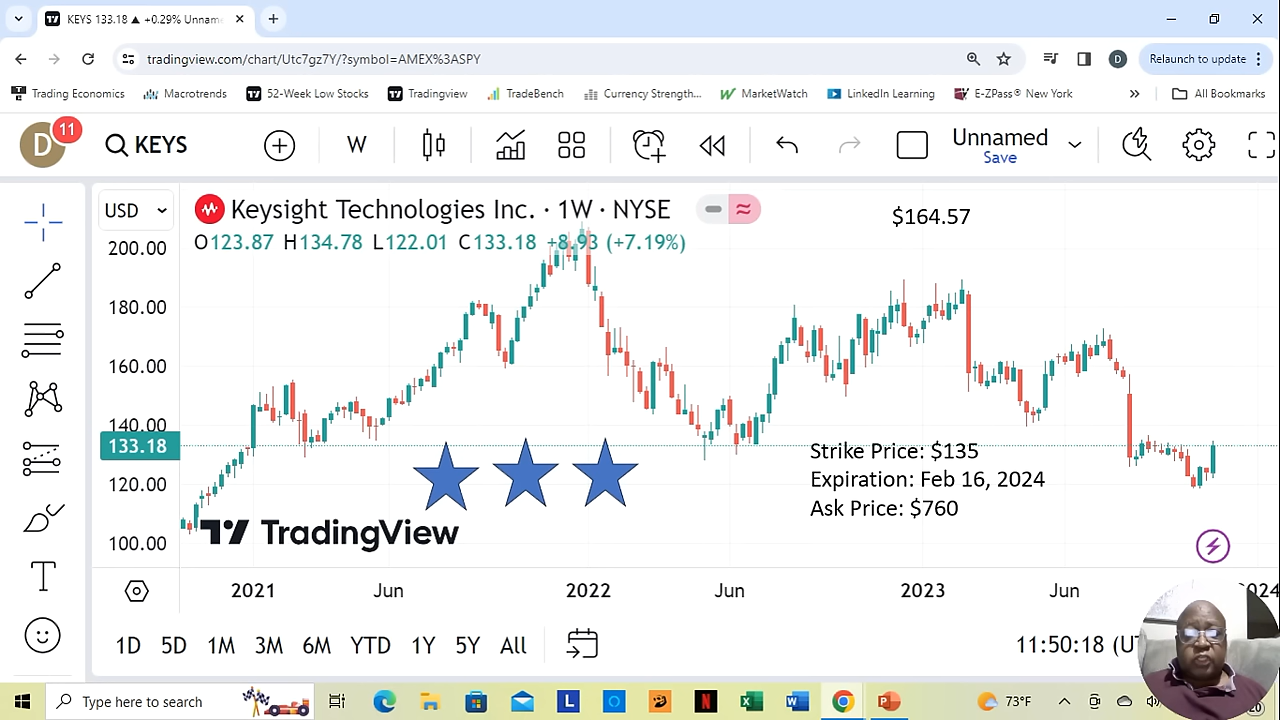 KEYS 133.18 ▲ +0.29% Unnam
tradingview.com/chart/Utc7gz7Y/?symbol=AMEX%3ASPY
D
Relaunch to update
Trading Economics
Macrotrends
52-Week Low Stocks
Tradingview
TradeBench
Currency Strength...
MarketWatch
LinkedIn Learning
E-ZPass® New York
»
All Bookmarks
D
11
KEYS
W
Unnamed
Save
USD
Keysight Technologies Inc. · 1W · NYSE
$164.57
O123.87 H134.78 L122.01 C133.18 +8.93 (+7.19%)
200.00
180.00
160.00
140.00
133.18
120.00
100.00
Strike Price: $135
Expiration: Feb 16, 2024
Ask Price: $760
TradingView
2021
Jun
2022
Jun
2023
Jun
2024
1D 5D 1M 3M 6M YTD 1Y 5Y All
11:50:18 (U
Type here to search
73°F